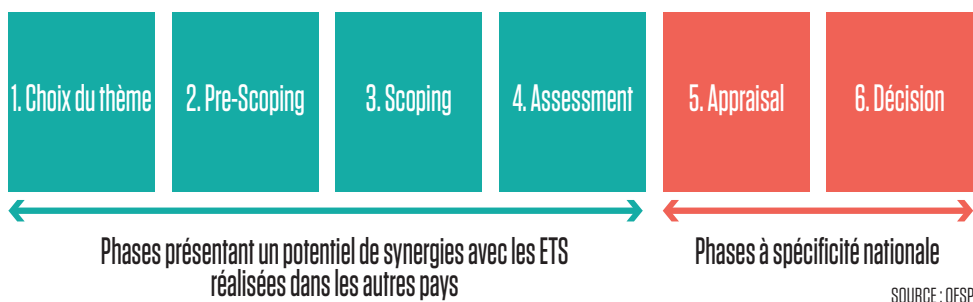 1. Choix du thème
2. Pre-Scoping
3. Scoping
4. Assessment
5. Appraisal
6. Décision
Phases présentant un potentiel de synergies avec les ETS
réalisées dans les autres pays
Phases à spécificité nationale
SOURCE : OFSP